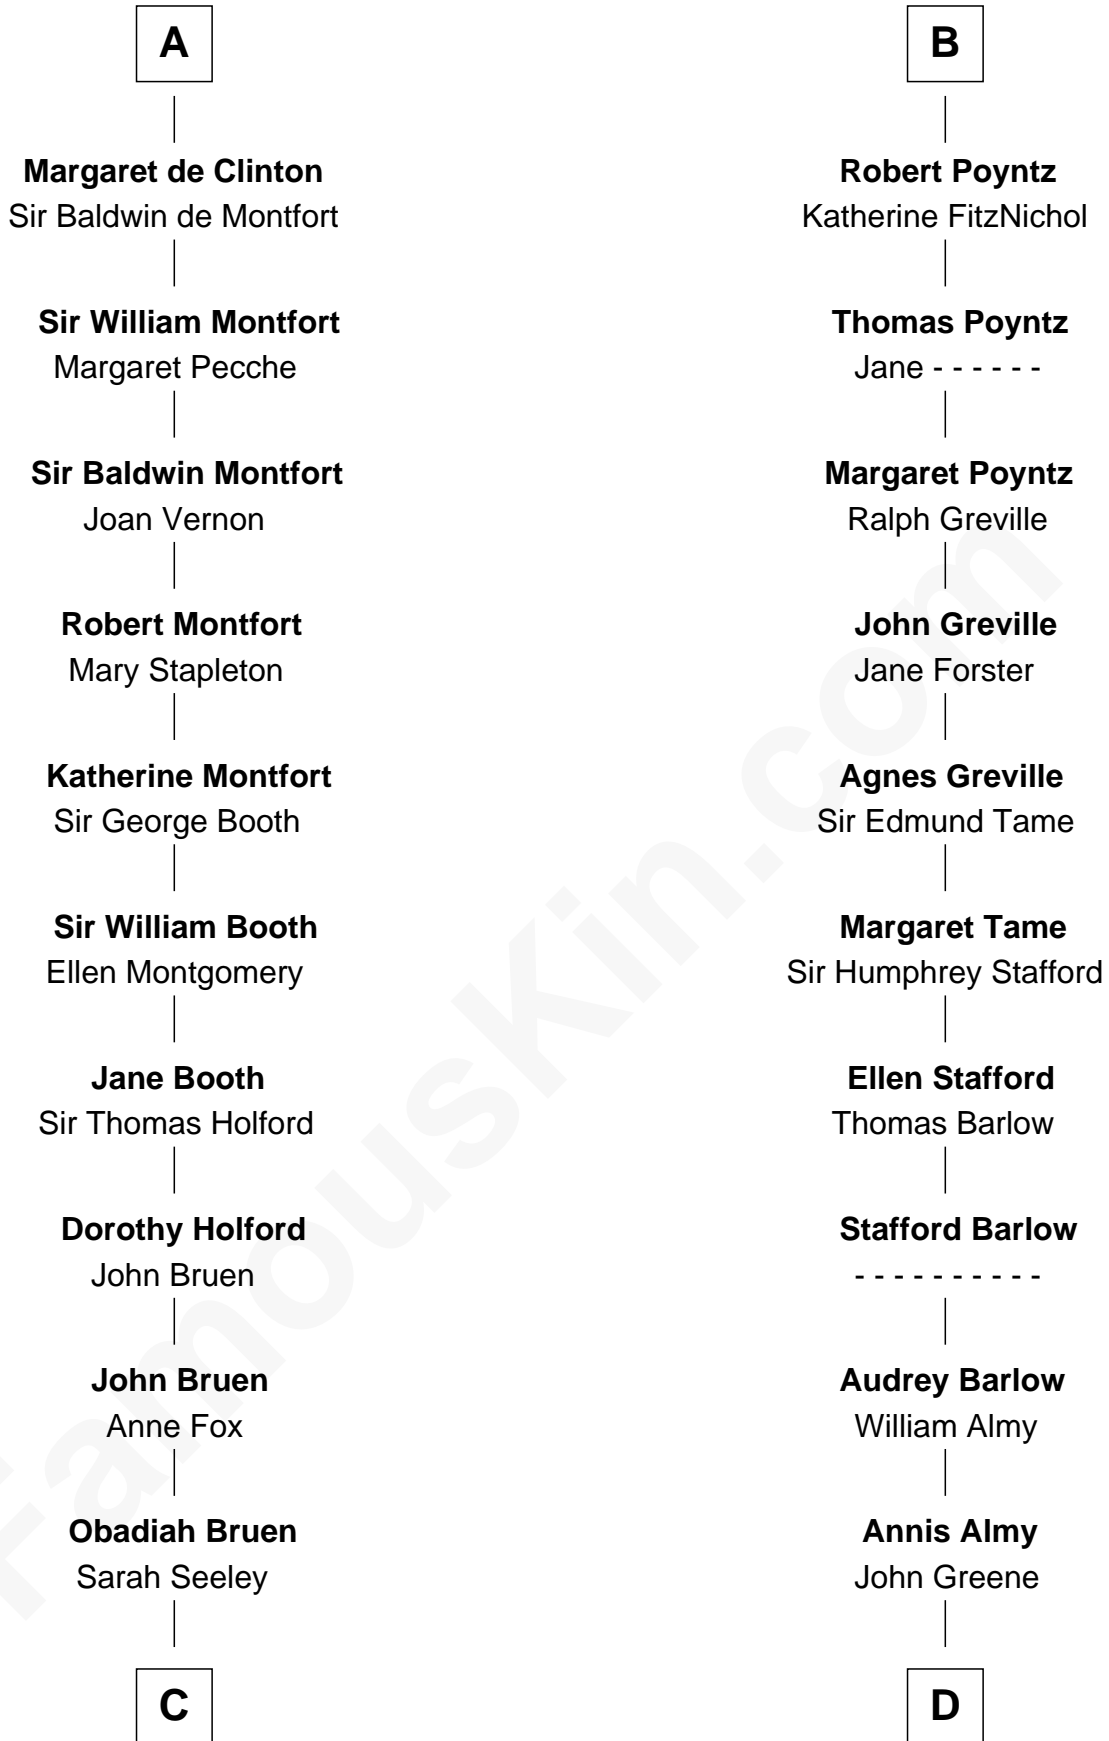 A
Margaret de Clinton
Sir Baldwin de Montfort
Sir William Montfort
Margaret Pecche
Sir Baldwin Montfort
Joan Vernon
Robert Montfort
Mary Stapleton
Katherine Montfort
Sir George Booth
Sir William Booth
Ellen Montgomery
Jane Booth
Sir Thomas Holford
Dorothy Holford
John Bruen
John Bruen
Anne Fox
Obadiah Bruen
Sarah Seeley
C
B
Robert Poyntz
Katherine FitzNichol
Thomas Poyntz
Jane - - - - - -
Margaret Poyntz
Ralph Greville
John Greville
Jane Forster
Agnes Greville
Sir Edmund Tame
Margaret Tame
Sir Humphrey Stafford
Ellen Stafford
Thomas Barlow
Stafford Barlow
- - - - - - - - - -
Audrey Barlow
William Almy
Annis Almy
John Greene
D
FamousKin.com